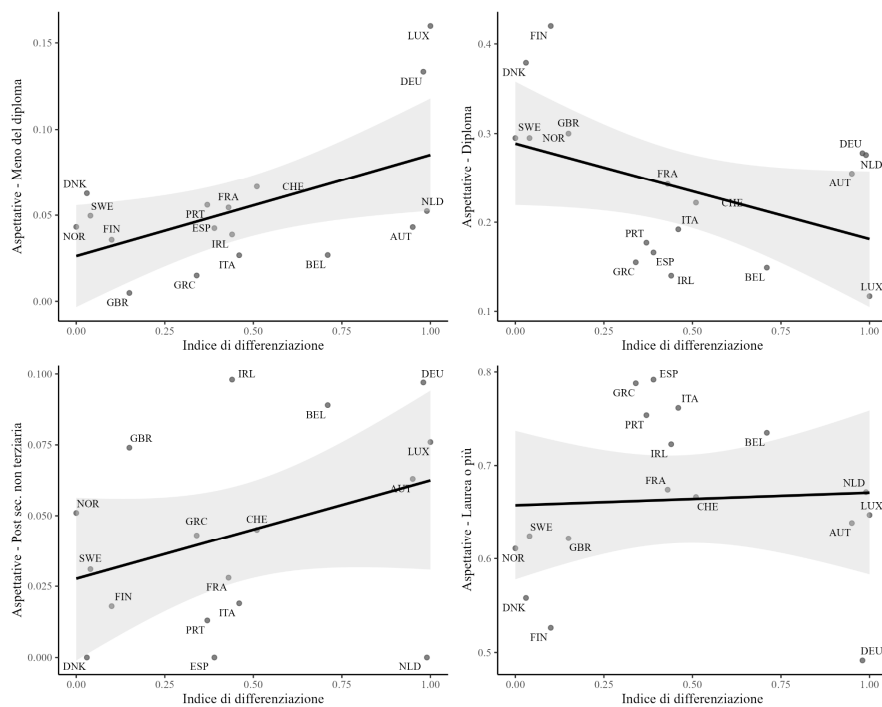 Aspettative - Meno del diploma
0.15
0.10
0.05
0.00
LUX
DEU
DNK
SWE
NOR
FIN
GBR
PRT
FRA
CHE
ESP
IRL
GRC
ITA
BEL
NLD
AUT
0.00 0.25 0.50 0.75 1.00
Indice di differenziazione
Aspettative - Diploma
0.4
0.3
0.2
0.1
FIN
DNK
SWE
GBR
NOR
DEU
NLD
FRA
AUT
CHE
ITA
PRT
ESP
GRC
IRL
BEL
LUX
0.00 0.25 0.50 0.75 1.00
Indice di differenziazione
Aspettative - Post sec. non terziaria
0.100
0.075
0.050
0.025
0.000
IRL
DEU
BEL
GBR
LUX
NOR
AUT
GRC
CHE
SWE
FRA
FIN
ITA
PRT
DNK
ESP
NLD
0.00 0.25 0.50 0.75 1.00
Indice di differenziazione
Aspettative - Laurea o più
0.8
0.7
0.6
0.5
ESP
GRC
ITA
PRT
IRL
BEL
FRA
NLD
CHE
LUX
SWE
AUT
GBR
NOR
DNK
FIN
DEU
0.00 0.25 0.50 0.75 1.00
Indice di differenziazione